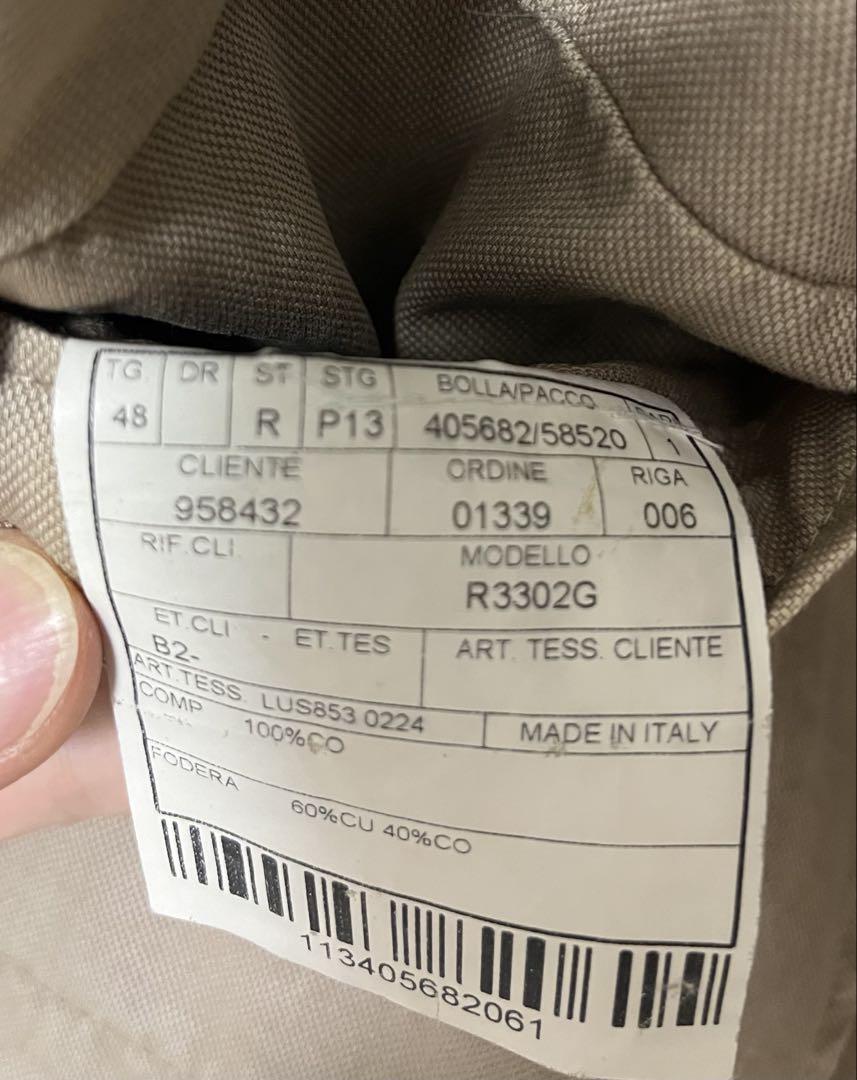 TG. DR ST STG BOLLA/PACCO
48 R P13 405682/58520 1
CLIENTE ORDINE RIGA
958432 01339 006
RIF.CLI. MODELLO
R3302G
ET.CLI - ET.TES ART. TESS. CLIENTE
B2-
ART.TESS. LUS853 0224 MADE IN ITALY
COMP 100%CO
FODERA 60%CU 40%CO
113405682061